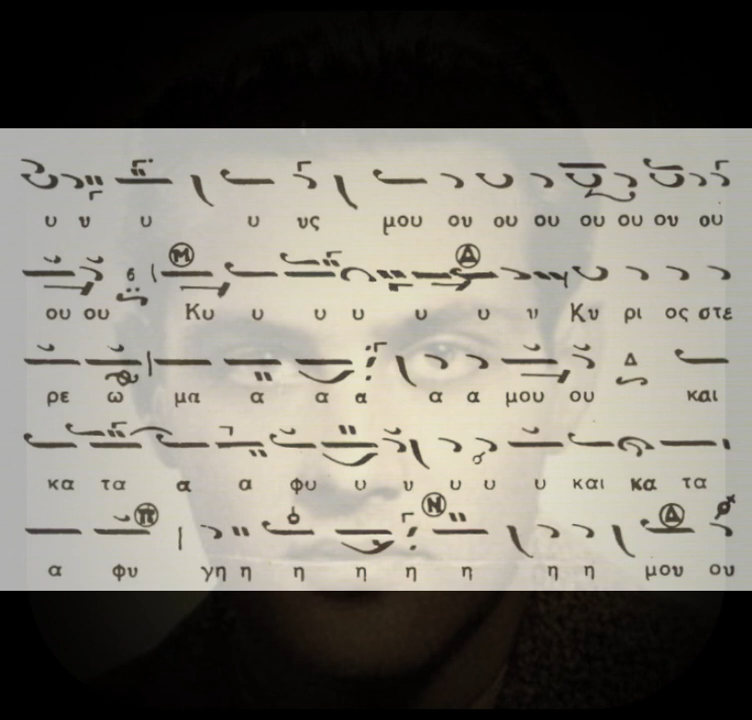 υ υ υ υ υς μου ου ου ου ου ου ου ου
ου ου Κυ υ υ υ υ υ υ Κυ ρι ος στε
ρε ω μα α α α α α μου ου και
κα τα α α φυ υ υ υ υ υ και κα τα
α φυ γη η η η η η η η μου ου